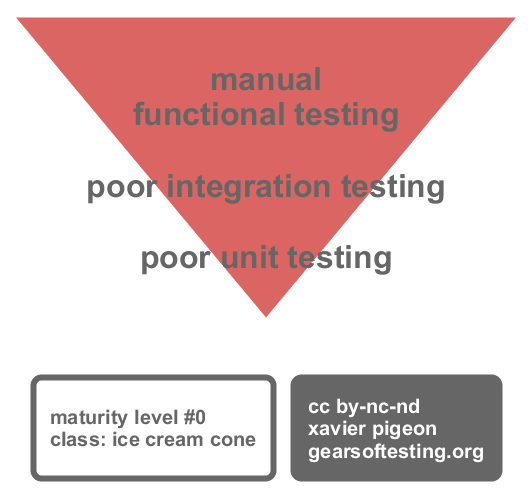 manual
functional testing
poor integration testing
poor unit testing
maturity level #0
class: ice cream cone
cc by-nc-nd
xavier pigeon
gearsoftesting.org